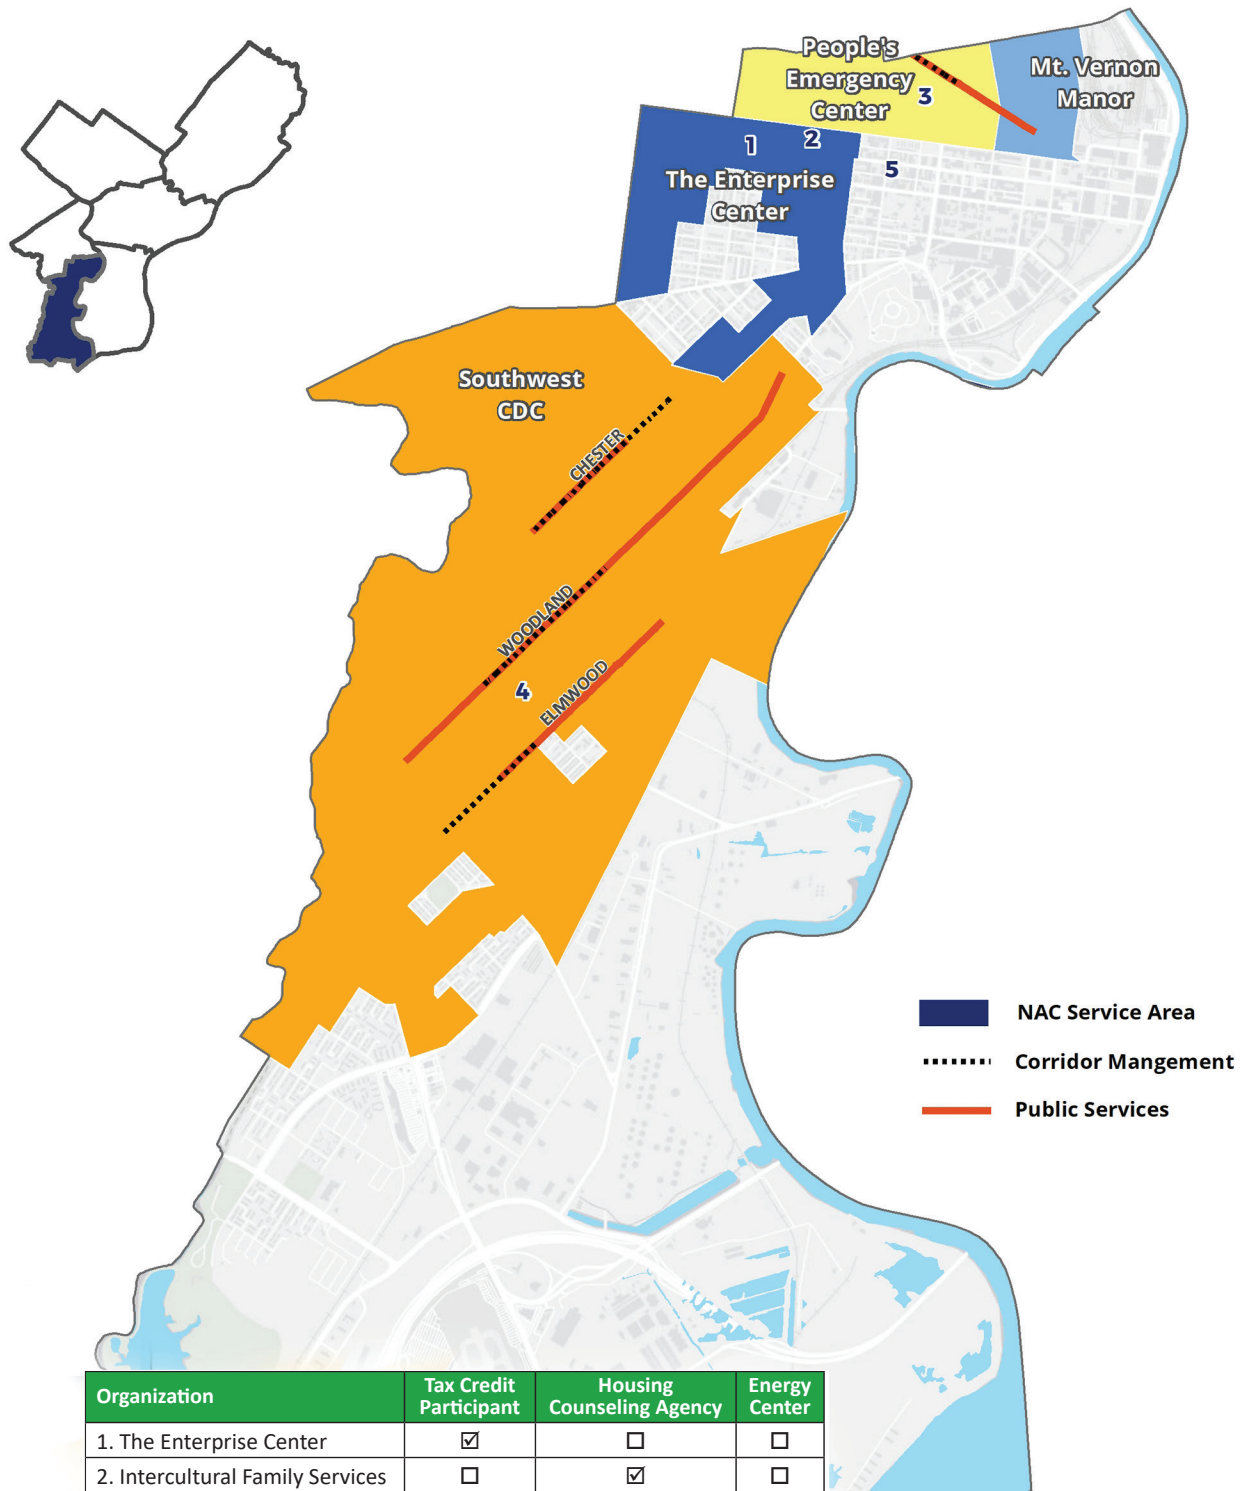 People's
Emergency
Center
3
Mt. Vernon
Manor
1
2
5
The Enterprise
Center
Southwest
CDC
CHESTER
WOODLAND
4
ELMWOOD
NAC Service Area
Corridor Mangement
Public Services
Organization
Tax Credit
Participant
Housing
Counseling Agency
Energy
Center
1. The Enterprise Center ☑ ☐ ☐
2. Intercultural Family Services ☐ ☑ ☐